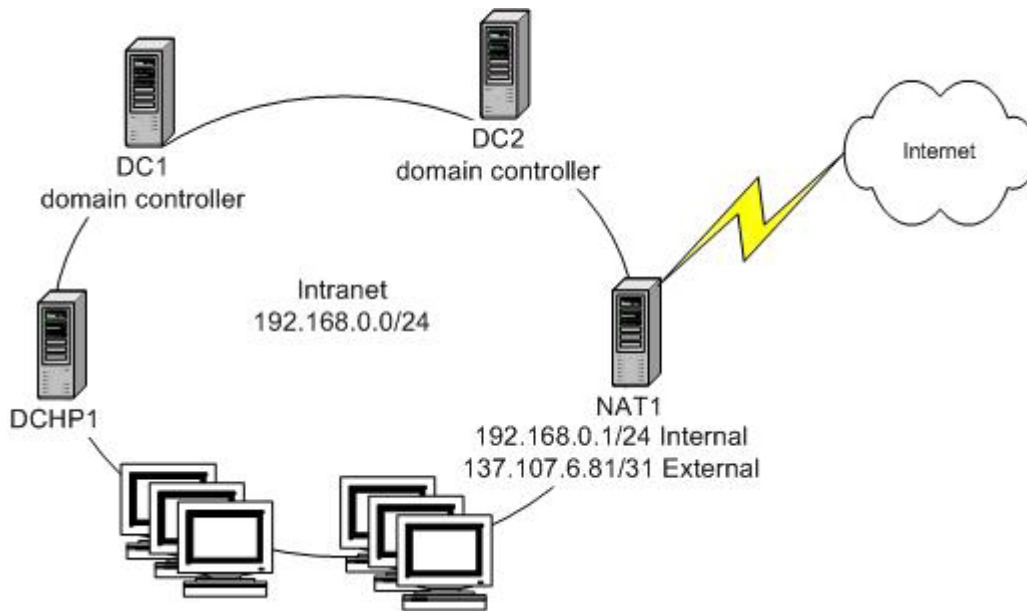 DC1
domain controller
DC2
domain controller
Internet
Intranet
192.168.0.0/24
DCHP1
NAT1
192.168.0.1/24 Internal
137.107.6.81/31 External